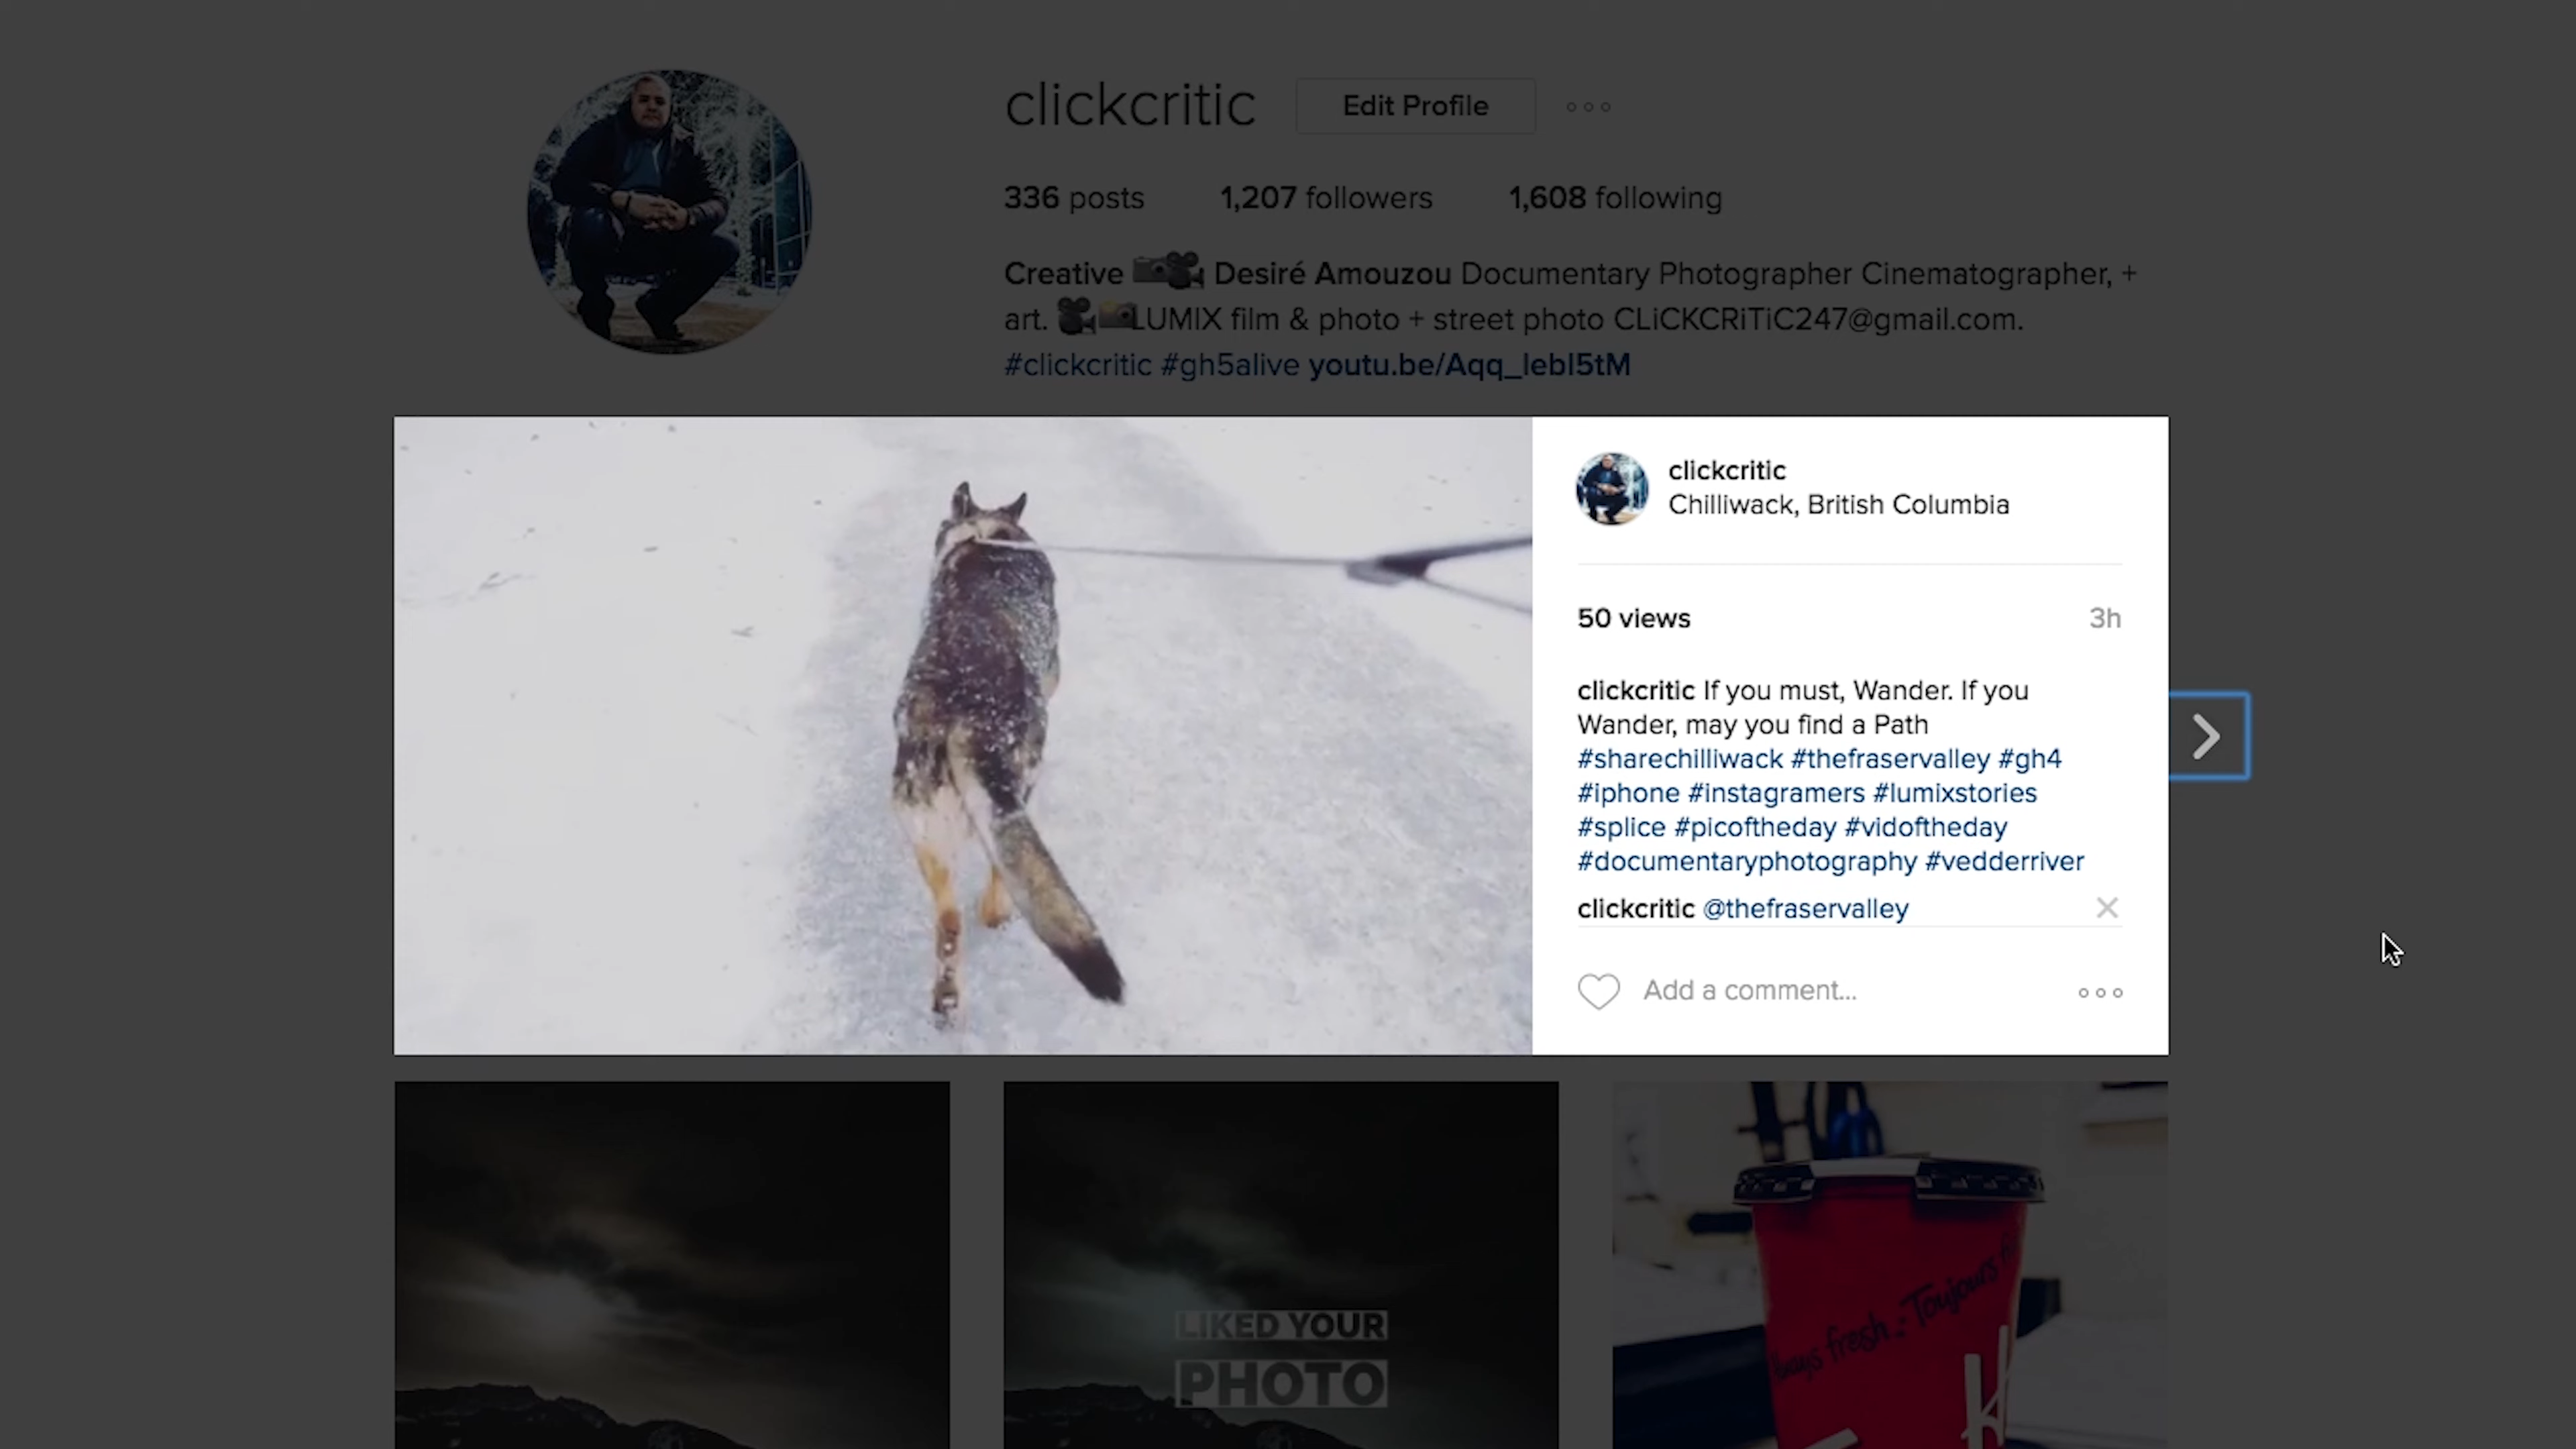 clickcritic
Edit Profile
336 posts 1,207 followers 1,608 following
Creative Desiré Amouzou Documentary Photographer Cinematographer, +
art. LUMIX film & photo + street photo CLiCKCRiTiC247@gmail.com.
#clickcritic #gh5alive youtu.be/Aqq_Iebl5tM
clickcritic
Chilliwack, British Columbia
50 views 3h
clickcritic If you must, Wander. If you
Wander, may you find a Path
#sharechilliwack #thefraservalley #gh4
#iphone #instagramers #lumixstories
#splice #picoftheday #vidoftheday
#documentaryphotography #vedderriver
clickcritic @thefraservalley
Add a comment...
LIKED YOUR
PHOTO
fresh - Toujours